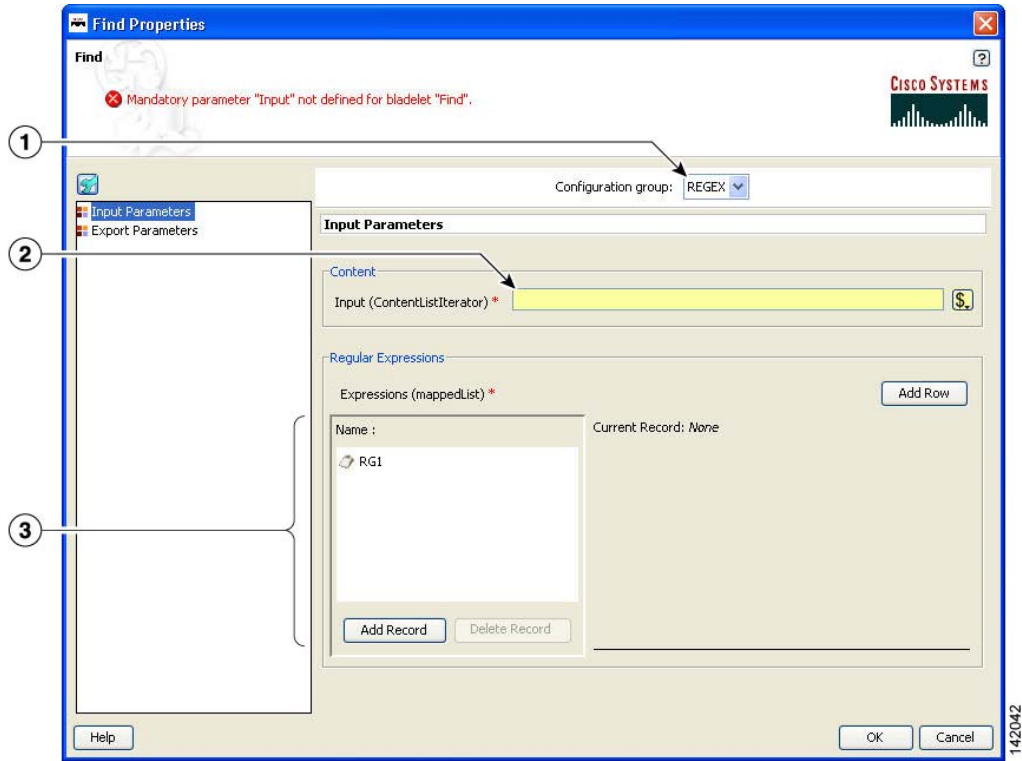 Find Properties
Find
Mandatory parameter "Input" not defined for bladelet "Find".
?
CISCO SYSTEMS
1
Configuration group: REGEX
Input Parameters
Export Parameters
Input Parameters
2
Content
Input (ContentListIterator) *
$
Regular Expressions
Expressions (mappedList) *
Add Row
Name :
Current Record: None
RG1
3
Add Record
Delete Record
Help
OK
Cancel
142042